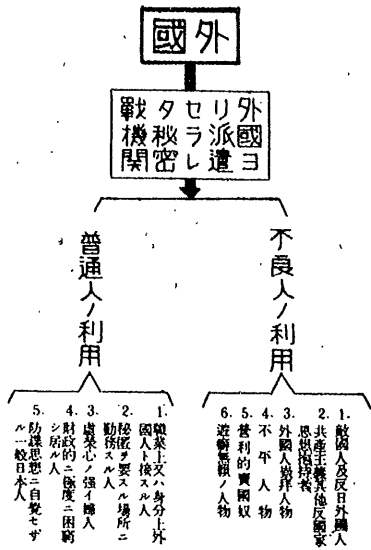 外國
外國ヨ
リ派遣
セラレ
タ秘密
戰機関
不良人ノ利用
1. 敵國人及反日外國人
2. 共産主義其他反國家
思想抱持者
3. 外國人崇拜人物
4. 不平人物
5. 營利的賣國奴
6. 遊癖無頼ノ人物
普通人ノ利用
1. 職業上又ハ身分上外
國人ト接スル人
2. 秘密ヲ要スル場所ニ
勤務スル人
3. 虚榮心ノ强イ婦人
4. 財政的ニ極度ニ困窮
シ居ル人
5. 防諜思想ニ自覺セザ
ル一般日本人